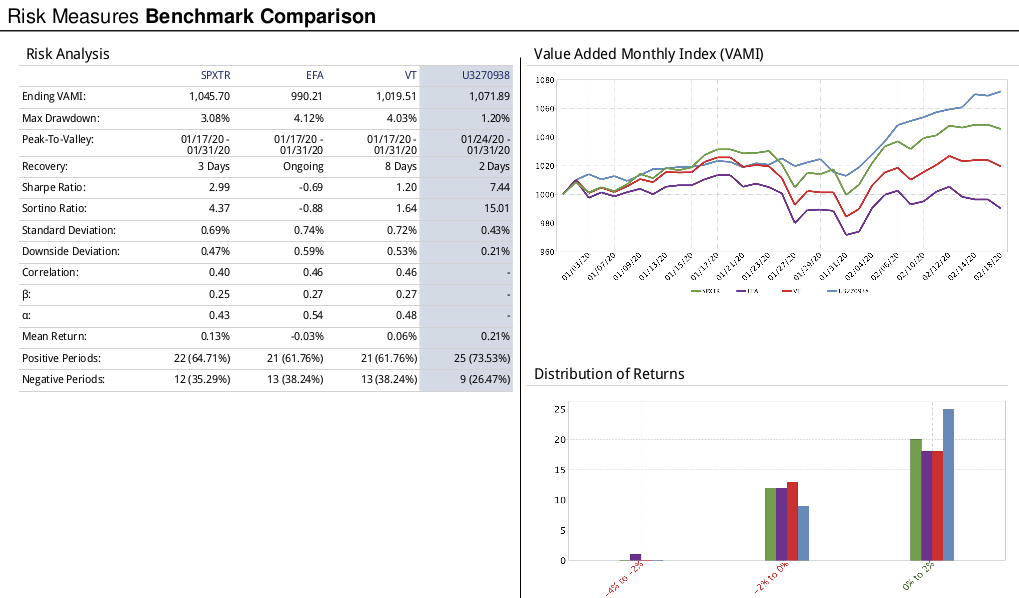 Risk Measures Benchmark Comparison
Risk Analysis
SPXTR EFA VT U3270938
Ending VAMI: 1,045.70 990.21 1,019.51 1,071.89
Max Drawdown: 3.08% 4.12% 4.03% 1.20%
Peak-To-Valley: 01/17/20 - 01/17/20 - 01/17/20 - 01/24/20 -
01/31/20 01/31/20 01/31/20 01/31/20
Recovery: 3 Days Ongoing 8 Days 2 Days
Sharpe Ratio: 2.99 -0.69 1.20 7.44
Sortino Ratio: 4.37 -0.88 1.64 15.01
Standard Deviation: 0.69% 0.74% 0.72% 0.43%
Downside Deviation: 0.47% 0.59% 0.53% 0.21%
Correlation: 0.40 0.46 0.46 -
β: 0.25 0.27 0.27 -
α: 0.43 0.54 0.48 -
Mean Return: 0.13% -0.03% 0.06% 0.21%
Positive Periods: 22 (64.71%) 21 (61.76%) 21 (61.76%) 25 (73.53%)
Negative Periods: 12 (35.29%) 13 (38.24%) 13 (38.24%) 9 (26.47%)
Value Added Monthly Index (VAMI)
1080
1060
1040
1020
1000
980
960
01/03/20 01/07/20 01/09/20 01/13/20 01/15/20 01/17/20 01/21/20 01/23/20 01/27/20 01/29/20 01/31/20 02/04/20 02/06/20 02/10/20 02/12/20 02/14/20 02/18/20
SPXTR EFA VT U3270938
Distribution of Returns
25
20
15
10
5
0
-4% to -2% -2% to 0% 0% to 2%